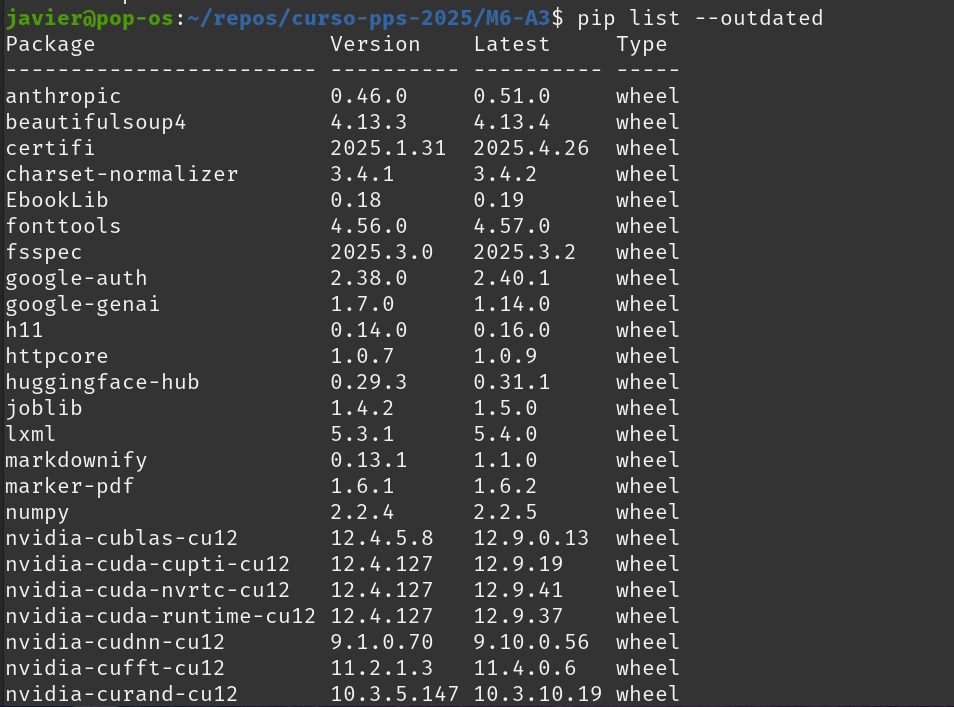 javier@pop-os:~/repos/curso-pps-2025/M6-A3$ pip list --outdated
Package                  Version    Latest     Type
------------------------ ---------- ---------- -----
anthropic                0.46.0     0.51.0     wheel
beautifulsoup4           4.13.3     4.13.4     wheel
certifi                  2025.1.31  2025.4.26  wheel
charset-normalizer       3.4.1      3.4.2      wheel
EbookLib                 0.18       0.19       wheel
fonttools                4.56.0     4.57.0     wheel
fsspec                   2025.3.0   2025.3.2   wheel
google-auth              2.38.0     2.40.1     wheel
google-genai             1.7.0      1.14.0     wheel
h11                      0.14.0     0.16.0     wheel
httpcore                 1.0.7      1.0.9      wheel
huggingface-hub          0.29.3     0.31.1     wheel
joblib                   1.4.2      1.5.0      wheel
lxml                     5.3.1      5.4.0      wheel
markdownify              0.13.1     1.1.0      wheel
marker-pdf               1.6.1      1.6.2      wheel
numpy                    2.2.4      2.2.5      wheel
nvidia-cublas-cu12       12.4.5.8   12.9.0.13  wheel
nvidia-cuda-cupti-cu12   12.4.127   12.9.19    wheel
nvidia-cuda-nvrtc-cu12   12.4.127   12.9.41    wheel
nvidia-cuda-runtime-cu12 12.4.127   12.9.37    wheel
nvidia-cudnn-cu12        9.1.0.70   9.10.0.56  wheel
nvidia-cufft-cu12        11.2.1.3   11.4.0.6   wheel
nvidia-curand-cu12       10.3.5.147 10.3.10.19 wheel